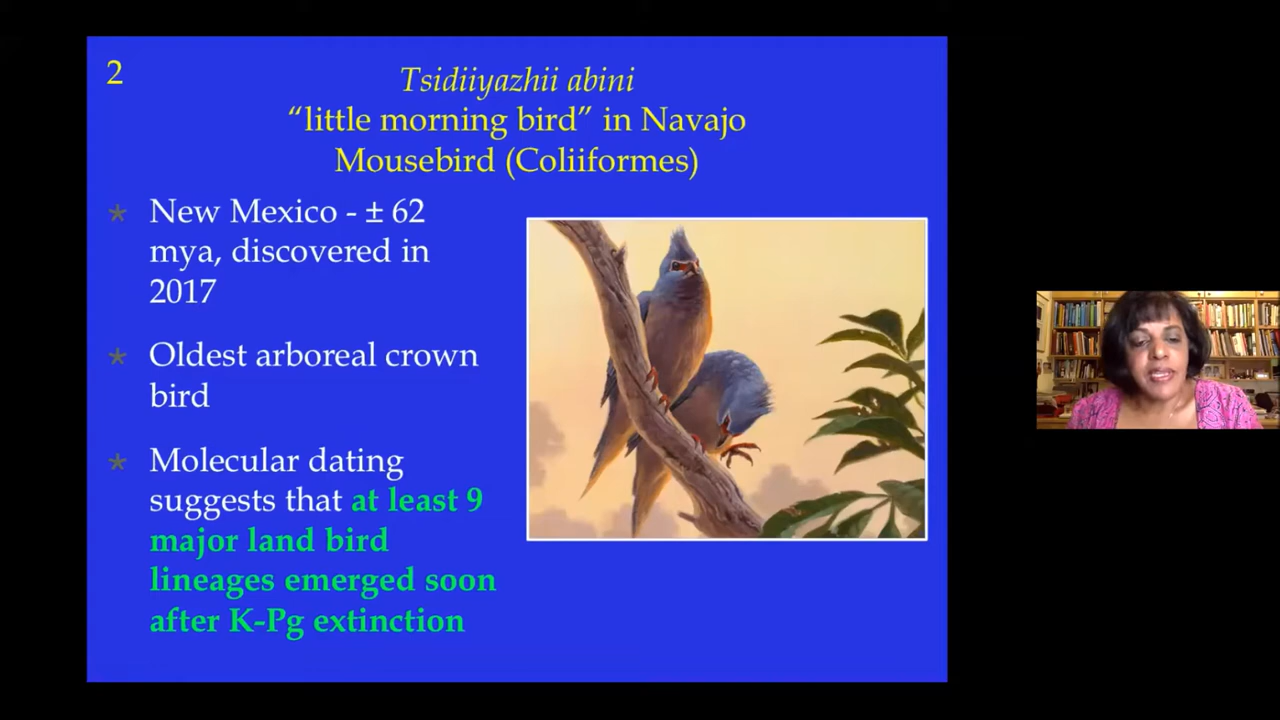 2
Tsidiiyazhii abini
“little morning bird” in Navajo
Mousebird (Coliiformes)
* New Mexico - ± 62
mya, discovered in
2017
* Oldest arboreal crown
bird
* Molecular dating
suggests that at least 9
major land bird
lineages emerged soon
after K-Pg extinction